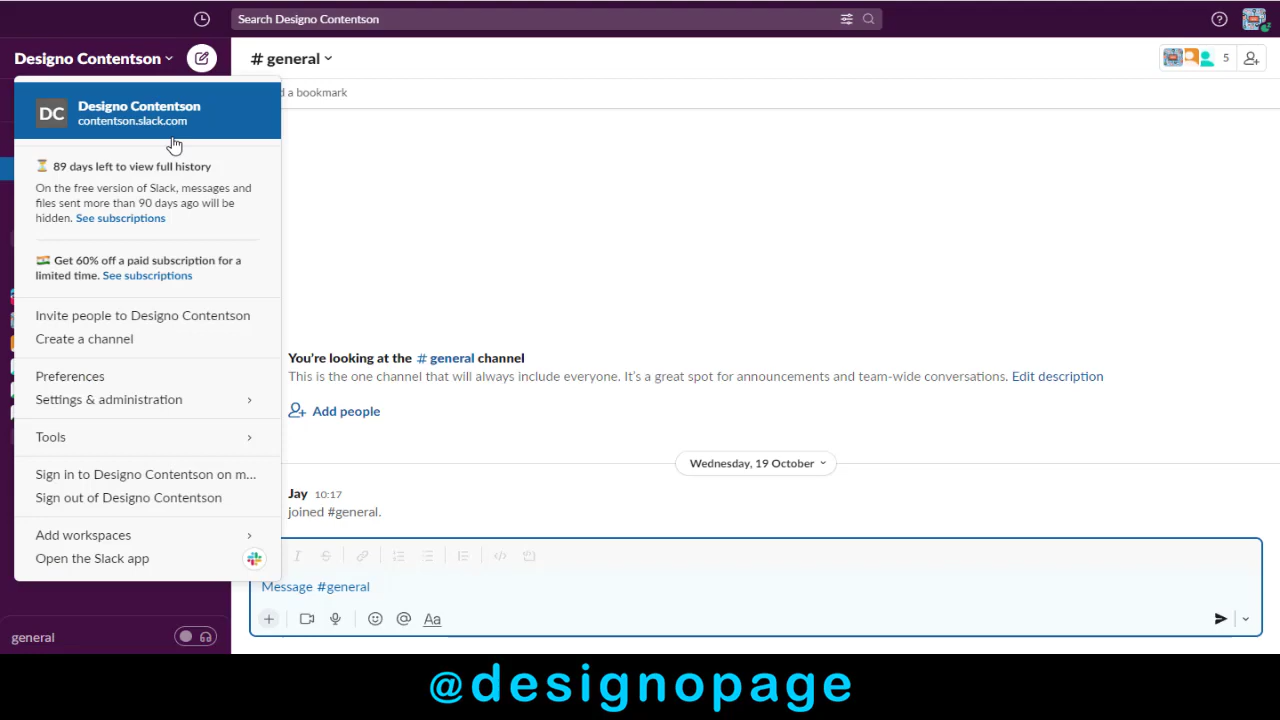 Search Designo Contentson
Designo Contentson
# general
5
d a bookmark
DC
Designo Contentson
contentson.slack.com
89 days left to view full history
On the free version of Slack, messages and
files sent more than 90 days ago will be
hidden. See subscriptions
Get 60% off a paid subscription for a
limited time. See subscriptions
Invite people to Designo Contentson
Create a channel
Preferences
Settings & administration
Tools
Sign in to Designo Contentson on m...
Sign out of Designo Contentson
Add workspaces
Open the Slack app
general
You're looking at the # general channel
This is the one channel that will always include everyone. It's a great spot for announcements and team-wide conversations. Edit description
Add people
Wednesday, 19 October
Jay 10:17
joined #general.
Message #general
Aa
@designopage